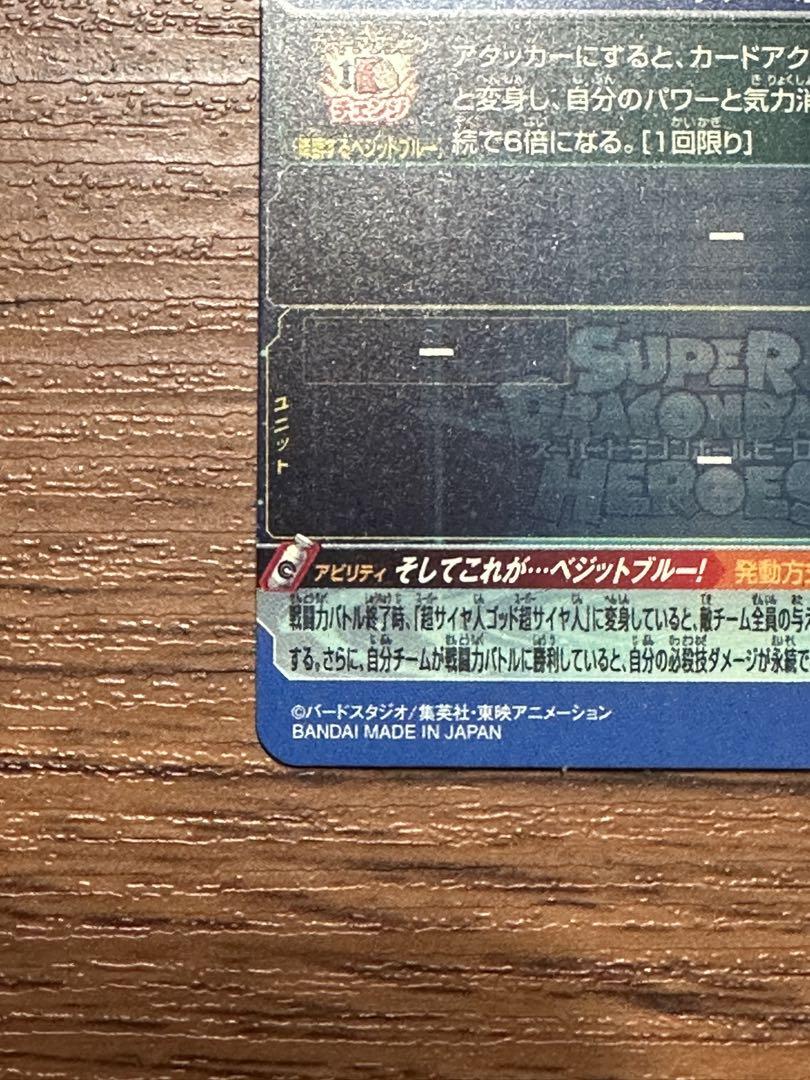 アタッカーにすると、カードアク
と変身し、自分のパワーと気力消
続で6倍になる。[1回限り]
チェンジ
するベジットブルー」
ー
ー
SUPER
DRAGONBA
スーパードラゴンボールヒーロ
HEROES
ー
ユニット
アビリティ そしてこれが…ベジットブルー! 発動方
戦闘力バトル終了時、「超サイヤ人ゴッド超サイヤ人」に変身していると、敵チーム全員の与え
する。さらに、自分チームが戦闘力バトルに勝利していると、自分の必殺技ダメージが永続で
©バードスタジオ/集英社・東映アニメーション
BANDAI MADE IN JAPAN